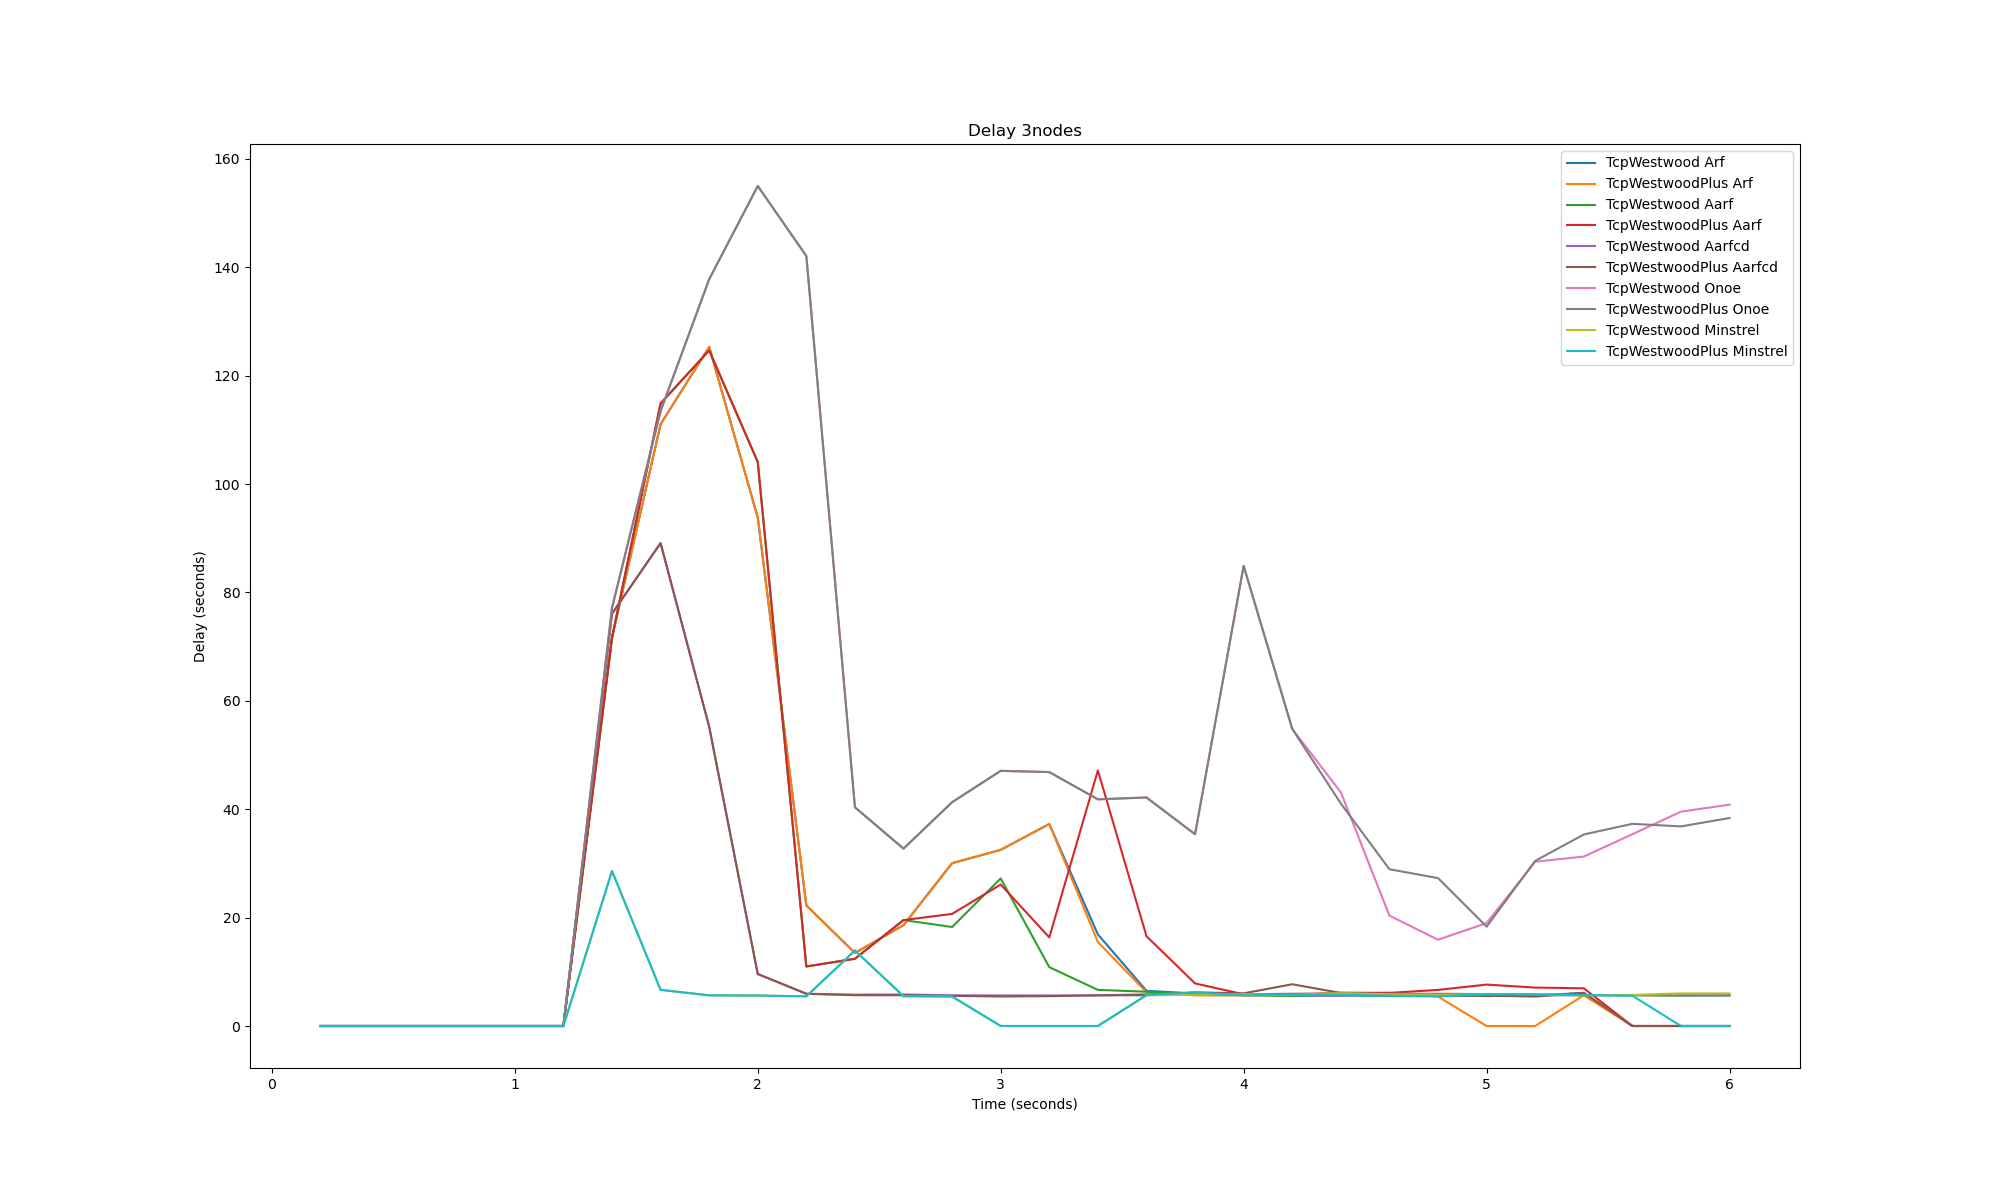 Delay 3nodes
160
140
120
100
80
60
40
20
0
Delay (seconds)
0 1 2 3 4 5 6
Time (seconds)
TcpWestwood Arf
TcpWestwoodPlus Arf
TcpWestwood Aarf
TcpWestwoodPlus Aarf
TcpWestwood Aarfcd
TcpWestwoodPlus Aarfcd
TcpWestwood Onoe
TcpWestwoodPlus Onoe
TcpWestwood Minstrel
TcpWestwoodPlus Minstrel